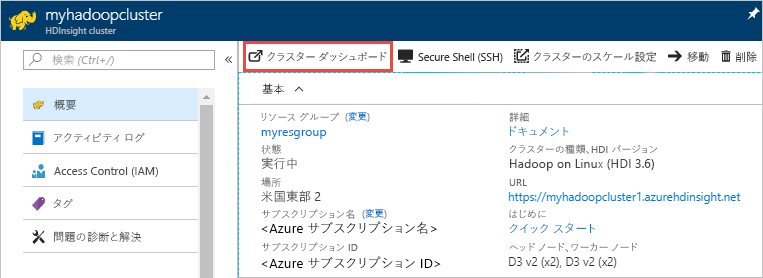 myhadoopcluster
HDInsight cluster
検索 (Ctrl+/)
概要
アクティビティ ログ
Access Control (IAM)
タグ
問題の診断と解決
クラスター ダッシュボード
Secure Shell (SSH)
クラスターのスケール設定
移動
削除
基本
リソース グループ (変更)
myresgroup
状態
実行中
場所
米国東部 2
サブスクリプション名 (変更)
<Azure サブスクリプション名>
サブスクリプション ID
<Azure サブスクリプション ID>
詳細
ドキュメント
クラスターの種類、HDI バージョン
Hadoop on Linux (HDI 3.6)
URL
https://myhadoopcluster1.azurehdinsight.net
はじめに
クイック スタート
ヘッド ノード、ワーカー ノード
D3 v2 (x2), D3 v2 (x2)